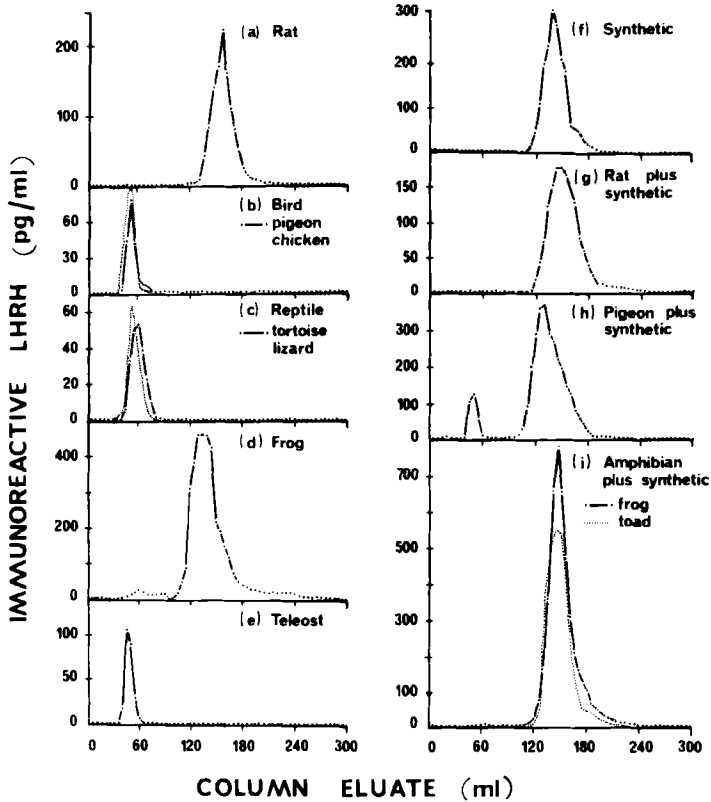 IMMUNOREACTIVE LHRH (pg/ml)
(a) Rat
200
100
0
(b) Bird
pigeon
chicken
60
30
0
(c) Reptile
tortoise
lizard
60
40
20
0
(d) Frog
400
200
0
(e) Teleost
100
50
0
0 60 120 180 240 300
(f) Synthetic
300
200
100
0
(g) Rat plus
synthetic
150
100
50
0
(h) Pigeon plus
synthetic
300
200
100
0
(i) Amphibian
plus synthetic
frog
toad
700
500
300
100
0
0 60 120 180 240 300
COLUMN ELUATE (ml)